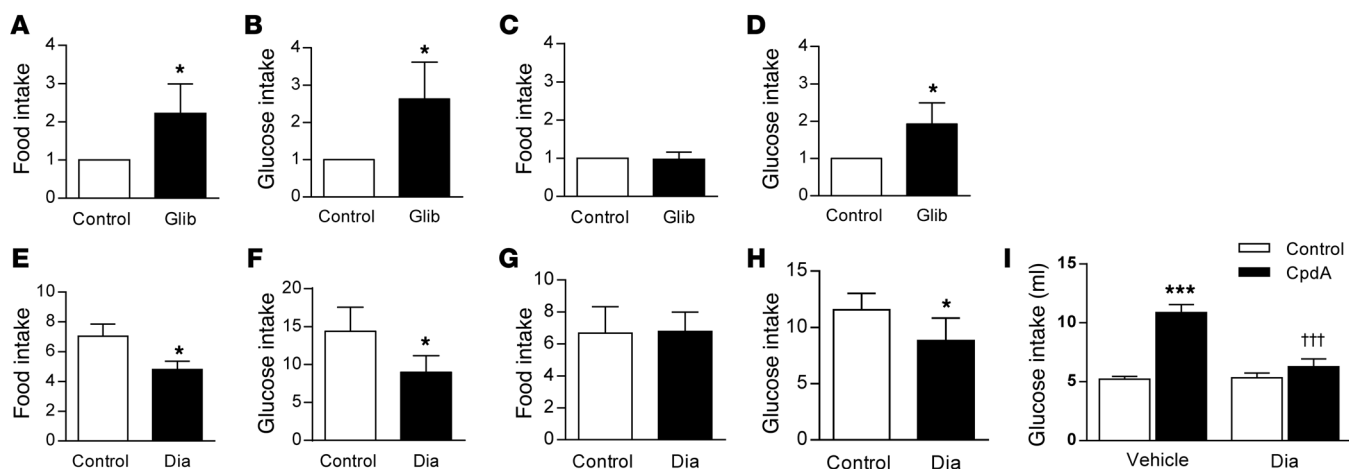 A
Food intake
4
3
2
1
0
*
Control Glib
B
Glucose intake
4
3
2
1
0
*
Control Glib
C
Food intake
4
3
2
1
0
Control Glib
D
Glucose intake
4
3
2
1
0
*
Control Glib
E
Food intake
10
8
6
4
2
0
*
Control Dia
F
Glucose intake
20
15
10
5
0
*
Control Dia
G
Food intake
10
8
6
4
2
0
Control Dia
H
Glucose intake
15
10
5
0
*
Control Dia
I
Control
CpdA
Glucose intake (ml)
15
10
5
0
***
†††
Vehicle Dia